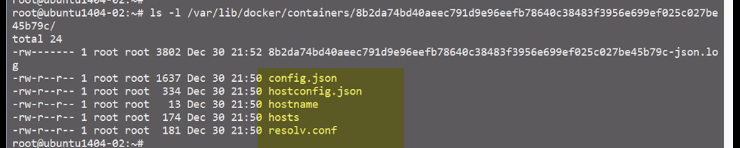 root@ubuntu1404-02:~#
root@ubuntu1404-02:~# ls -l /var/lib/docker/containers/8b2da74bd40aeec791d9e96eefb78640c38483f3956e699ef025c027be
45b79c/
total 24
-rw------- 1 root root 3802 Dec 30 21:52 8b2da74bd40aeec791d9e96eefb78640c38483f3956e699ef025c027be45b79c-json.lo
g
-rw-r--r-- 1 root root 1637 Dec 30 21:50 config.json
-rw-r--r-- 1 root root  334 Dec 30 21:50 hostconfig.json
-rw-r--r-- 1 root root   13 Dec 30 21:50 hostname
-rw-r--r-- 1 root root  174 Dec 30 21:50 hosts
-rw-r--r-- 1 root root  181 Dec 30 21:50 resolv.conf
root@ubuntu1404-02:~#